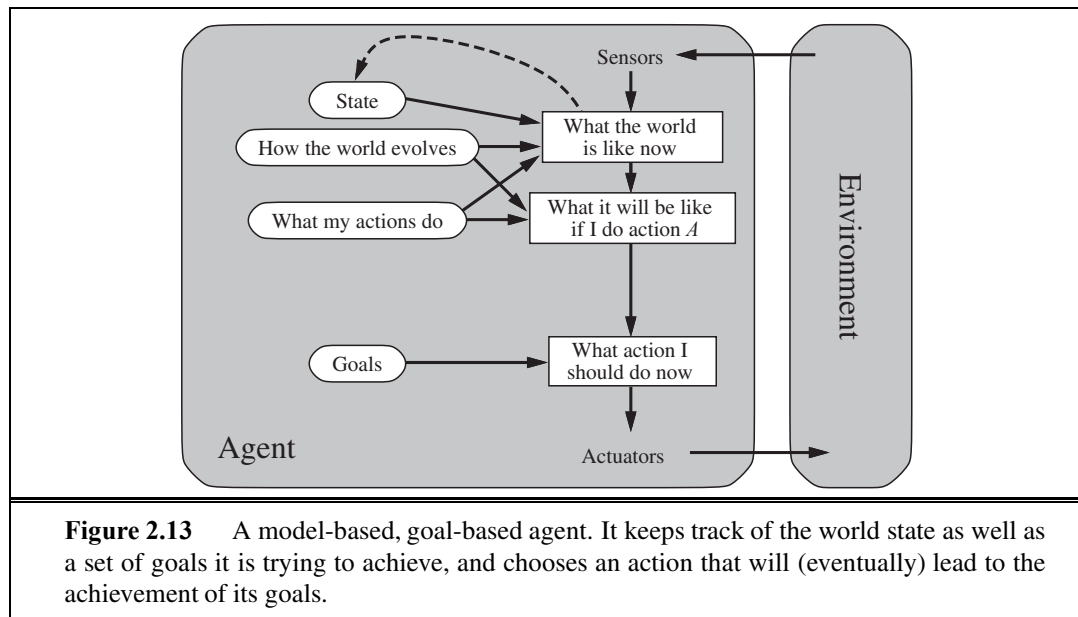 Sensors
State
What the world
is like now
How the world evolves
What my actions do
What it will be like
if I do action A
Goals
What action I
should do now
Agent
Actuators
Environment
Figure 2.13 A model-based, goal-based agent. It keeps track of the world state as well as
a set of goals it is trying to achieve, and chooses an action that will (eventually) lead to the
achievement of its goals.